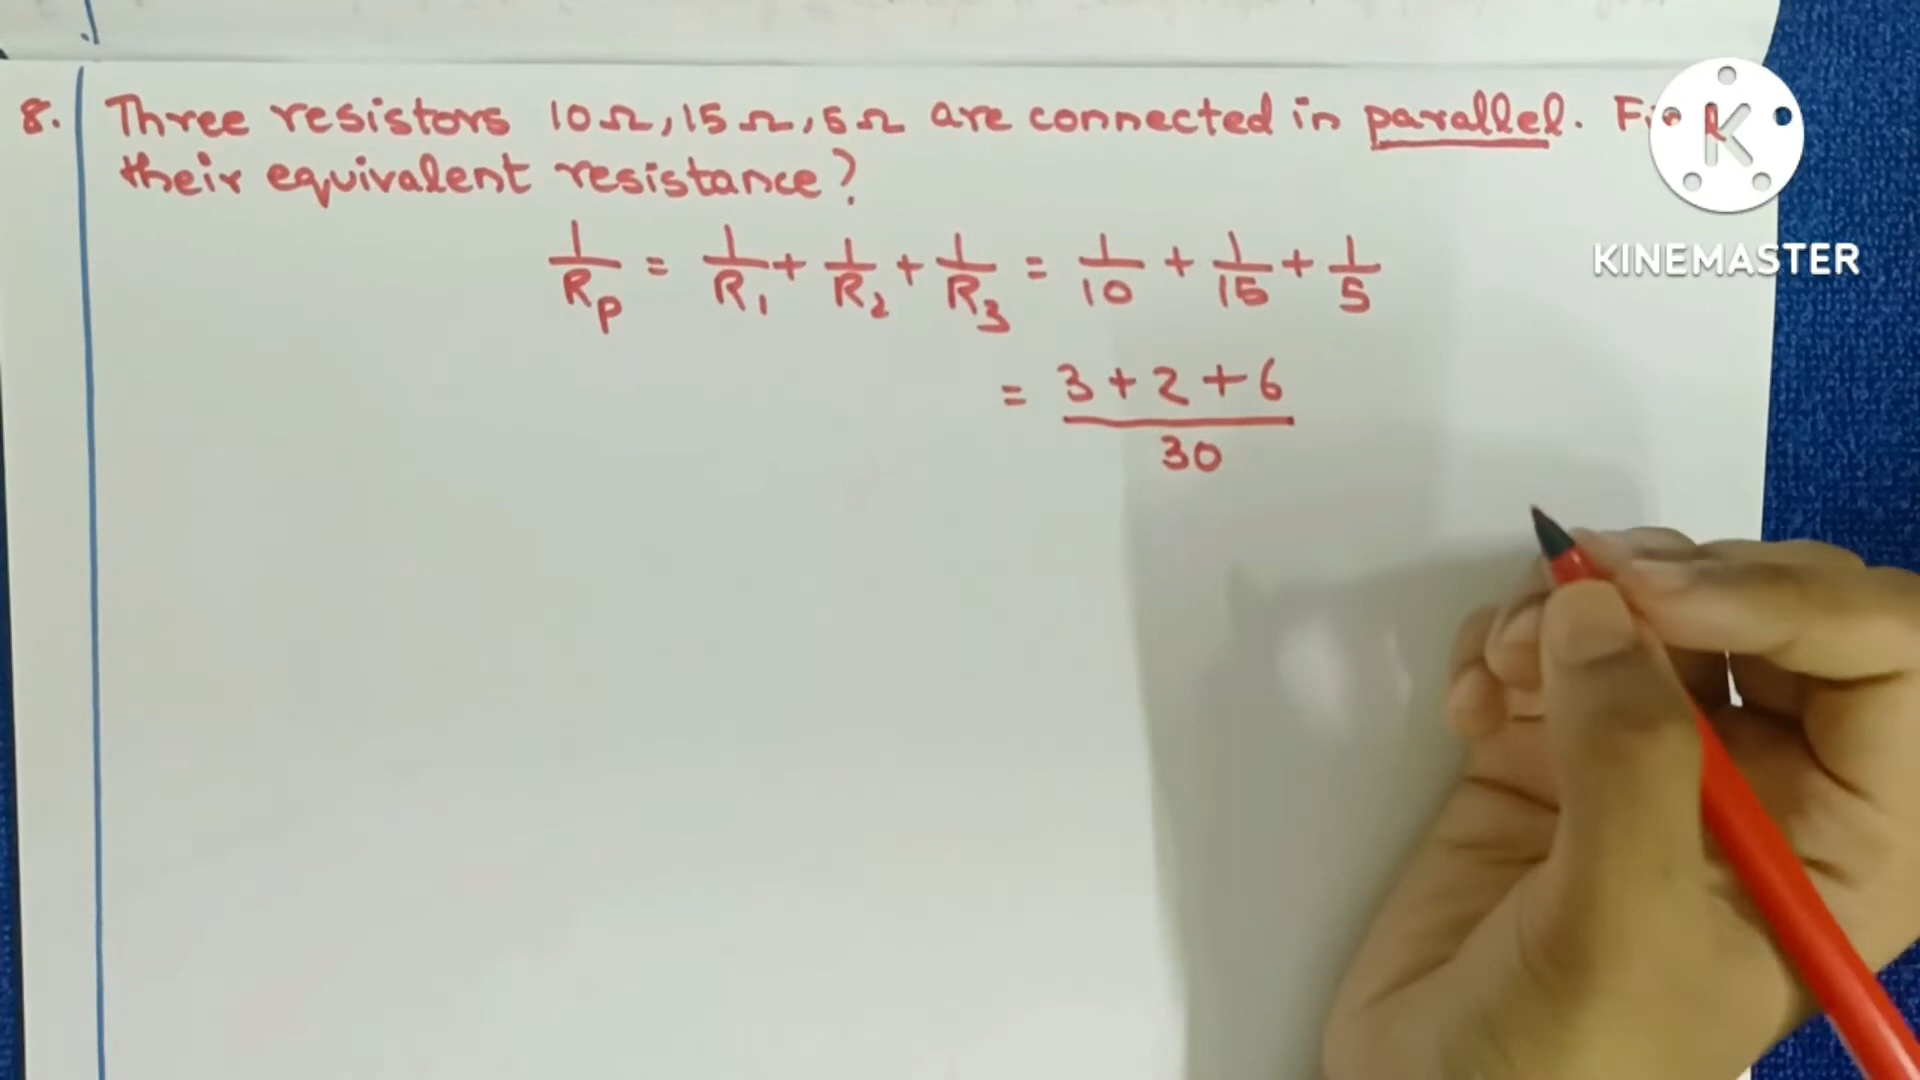 8. Three resistors 10Ω, 15Ω, 5Ω are connected in parallel.
their equivalent resistance?
1/Rp = 1/R1 + 1/R2 + 1/R3 = 1/10 + 1/15 + 1/5
= 3+2+6/30
K
KINEMASTER